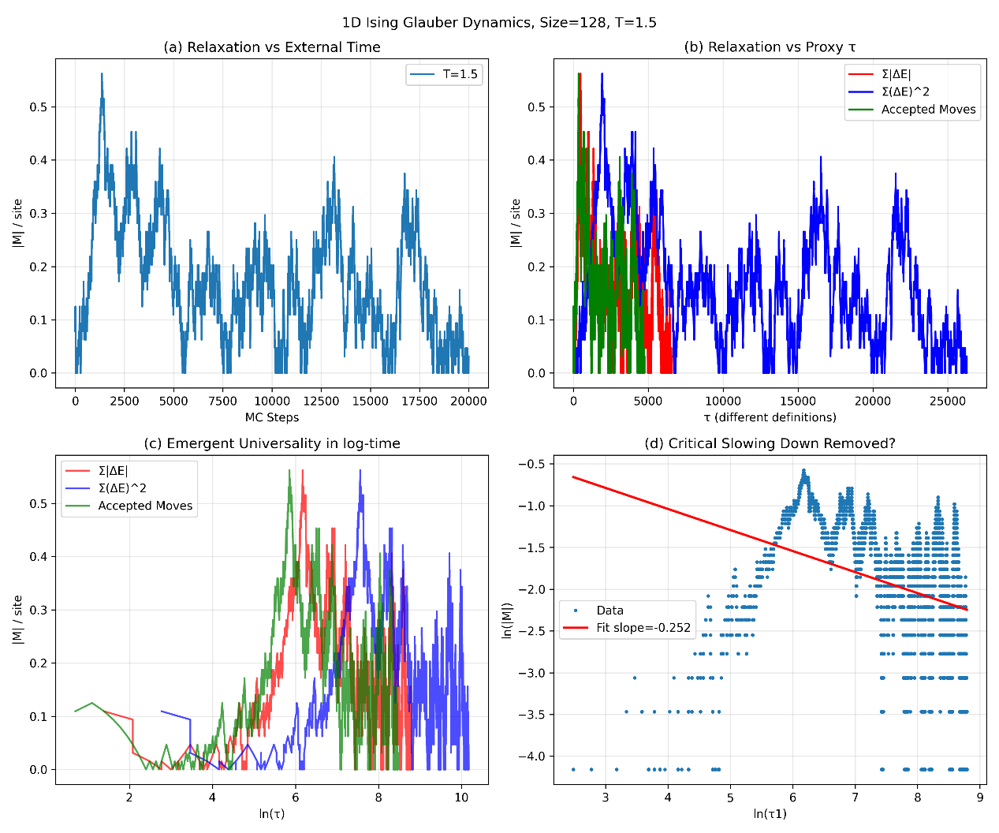 1D Ising Glauber Dynamics, Size=128, T=1.5
(a) Relaxation vs External Time
T=1.5
0.5
0.4
0.3
0.2
0.1
0.0
|M| / site
0 2500 5000 7500 10000 12500 15000 17500 20000
MC Steps
(b) Relaxation vs Proxy τ
Σ|ΔE|
Σ(ΔE)^2
Accepted Moves
0.5
0.4
0.3
0.2
0.1
0.0
|M| / site
0 5000 10000 15000 20000 25000
τ (different definitions)
(c) Emergent Universality in log-time
Σ|ΔE|
Σ(ΔE)^2
Accepted Moves
0.5
0.4
0.3
0.2
0.1
0.0
|M| / site
2 4 6 8 10
ln(τ)
(d) Critical Slowing Down Removed?
−0.5
−1.0
−1.5
−2.0
−2.5
−3.0
−3.5
−4.0
ln(|M|)
Data
Fit slope=-0.252
3 4 5 6 7 8 9
ln(τ1)